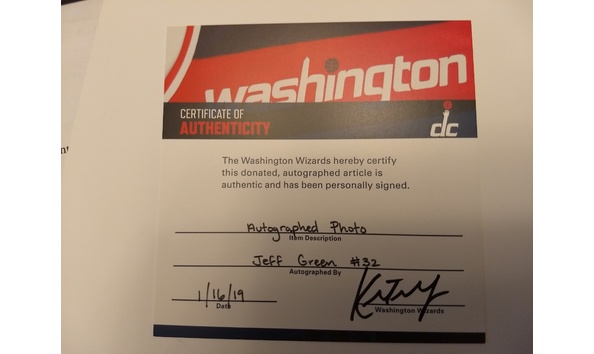 washington
CERTIFICATE OF
AUTHENTICITY
dc
The Washington Wizards hereby certify
this donated, autographed article is
authentic and has been personally signed.
Autographed Photo
Item Description
Jeff Green #32
Autographed By
1/16/19
Date
Washington Wizards